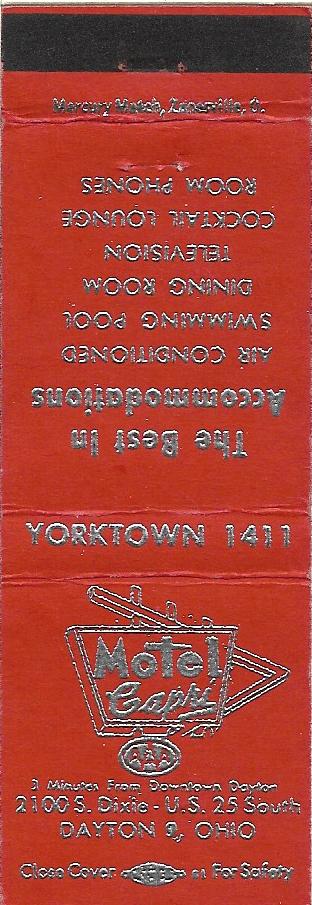 Mercury Match, Zanesville, O.
The Best In
Accommodations
AIR CONDITIONED
SWIMMING POOL
DINING ROOM
TELEVISION
COCKTAIL LOUNGE
ROOM PHONES
YORKTOWN 1411
Motel
Capri
AAA
3 Minutes From Downtown Dayton
2100 S. Dixie - U.S. 25 South
DAYTON 9, OHIO
Close Cover For Safety